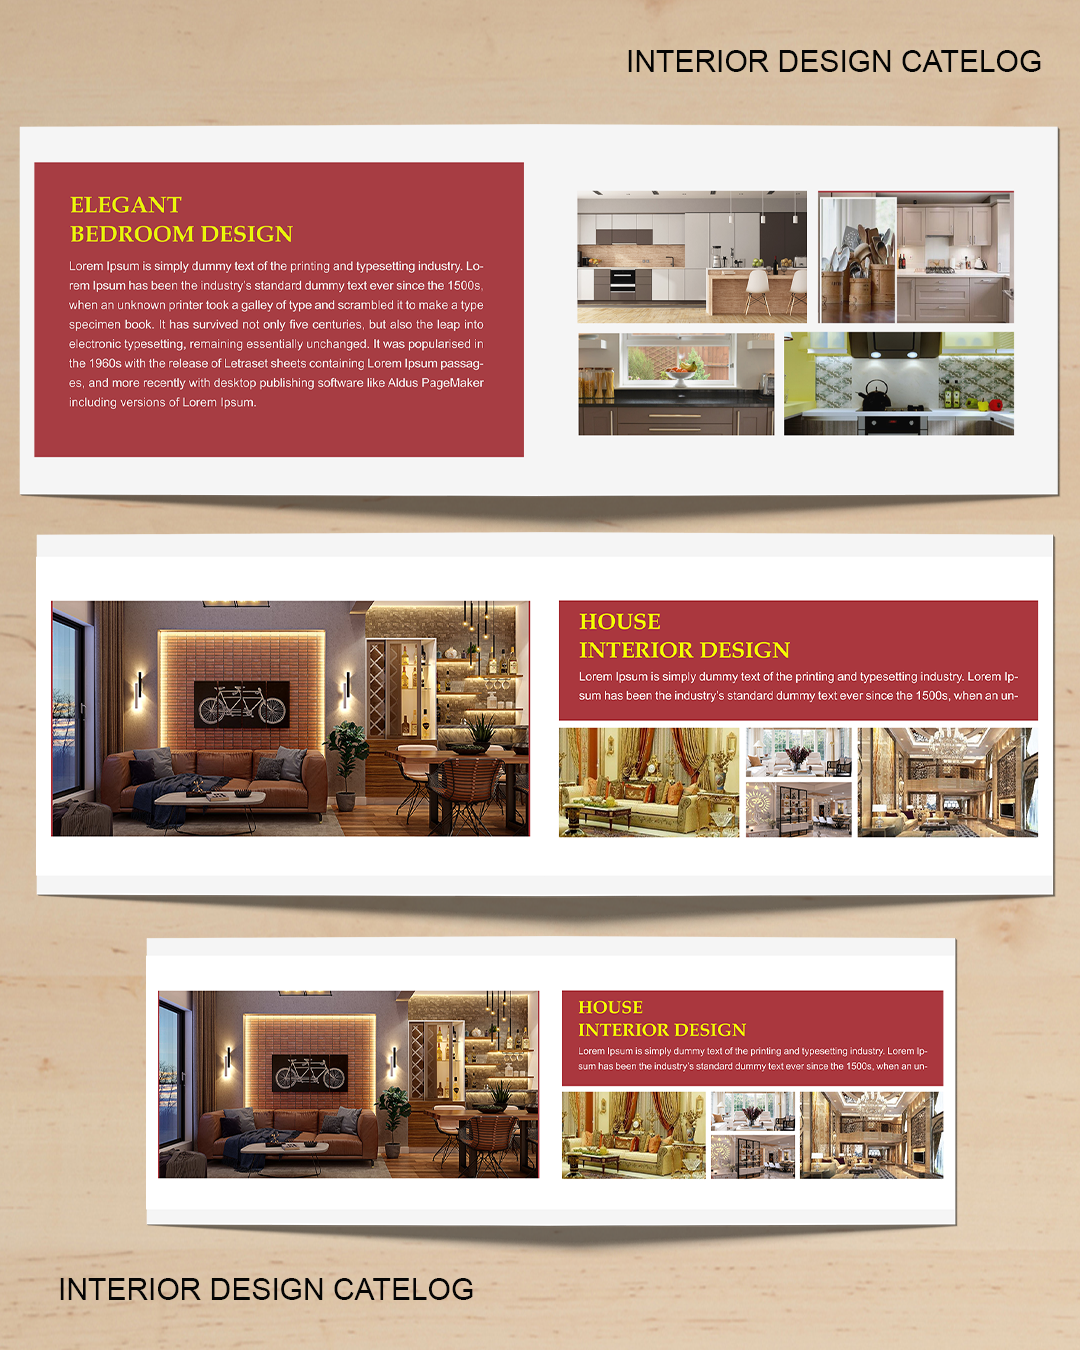 INTERIOR DESIGN CATELOG
ELEGANT
BEDROOM DESIGN
Lorem Ipsum is simply dummy text of the printing and typesetting industry. Lo-
rem Ipsum has been the industry's standard dummy text ever since the 1500s,
when an unknown printer took a galley of type and scrambled it to make a type
specimen book. It has survived not only five centuries, but also the leap into
electronic typesetting, remaining essentially unchanged. It was popularised in
the 1960s with the release of Letraset sheets containing Lorem Ipsum passag-
es, and more recently with desktop publishing software like Aldus PageMaker
including versions of Lorem Ipsum.
HOUSE
INTERIOR DESIGN
Lorem Ipsum is simply dummy text of the printing and typesetting industry. Lorem Ip-
sum has been the industry's standard dummy text ever since the 1500s, when an un-
HOUSE
INTERIOR DESIGN
Lorem Ipsum is simply dummy text of the printing and typesetting industry. Lorem Ip-
sum has been the industry's standard dummy text ever since the 1500s, when an un-
INTERIOR DESIGN CATELOG